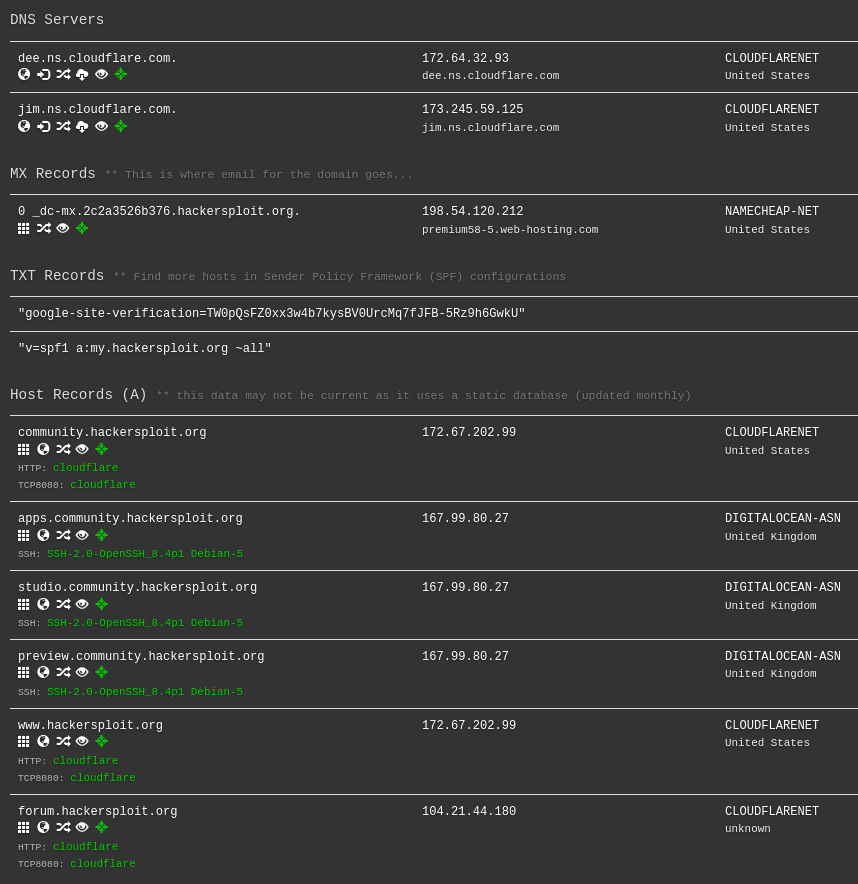 DNS Servers
dee.ns.cloudflare.com. 172.64.32.93 CLOUDFLARENET
dee.ns.cloudflare.com United States
jim.ns.cloudflare.com. 173.245.59.125 CLOUDFLARENET
jim.ns.cloudflare.com United States
MX Records ** This is where email for the domain goes...
0 _dc-mx.2c2a3526b376.hackersploit.org. 198.54.120.212 NAMECHEAP-NET
premium58-5.web-hosting.com United States
TXT Records ** Find more hosts in Sender Policy Framework (SPF) configurations
"google-site-verification=TW0pQsFZ0xx3w4b7kysBV0UrcMq7fJFB-5Rz9h6GwkU"
"v=spf1 a:my.hackersploit.org ~all"
Host Records (A) ** this data may not be current as it uses a static database (updated monthly)
community.hackersploit.org 172.67.202.99 CLOUDFLARENET
United States
HTTP: cloudflare
TCP8080: cloudflare
apps.community.hackersploit.org 167.99.80.27 DIGITALOCEAN-ASN
United Kingdom
SSH: SSH-2.0-OpenSSH_8.4p1 Debian-5
studio.community.hackersploit.org 167.99.80.27 DIGITALOCEAN-ASN
United Kingdom
SSH: SSH-2.0-OpenSSH_8.4p1 Debian-5
preview.community.hackersploit.org 167.99.80.27 DIGITALOCEAN-ASN
United Kingdom
SSH: SSH-2.0-OpenSSH_8.4p1 Debian-5
www.hackersploit.org 172.67.202.99 CLOUDFLARENET
United States
HTTP: cloudflare
TCP8080: cloudflare
forum.hackersploit.org 104.21.44.180 CLOUDFLARENET
unknown
HTTP: cloudflare
TCP8080: cloudflare